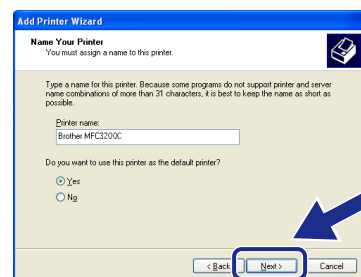 Add Printer Wizard
Name Your Printer
You must assign a name to this printer.
Type a name for this printer. Because some programs do not support printer and server
name combinations of more than 31 characters, it is best to keep the name as short as
possible.
Printer name:
Brother MFC3200C
Do you want to use this printer as the default printer?
Yes
No
< Back
Next >
Cancel